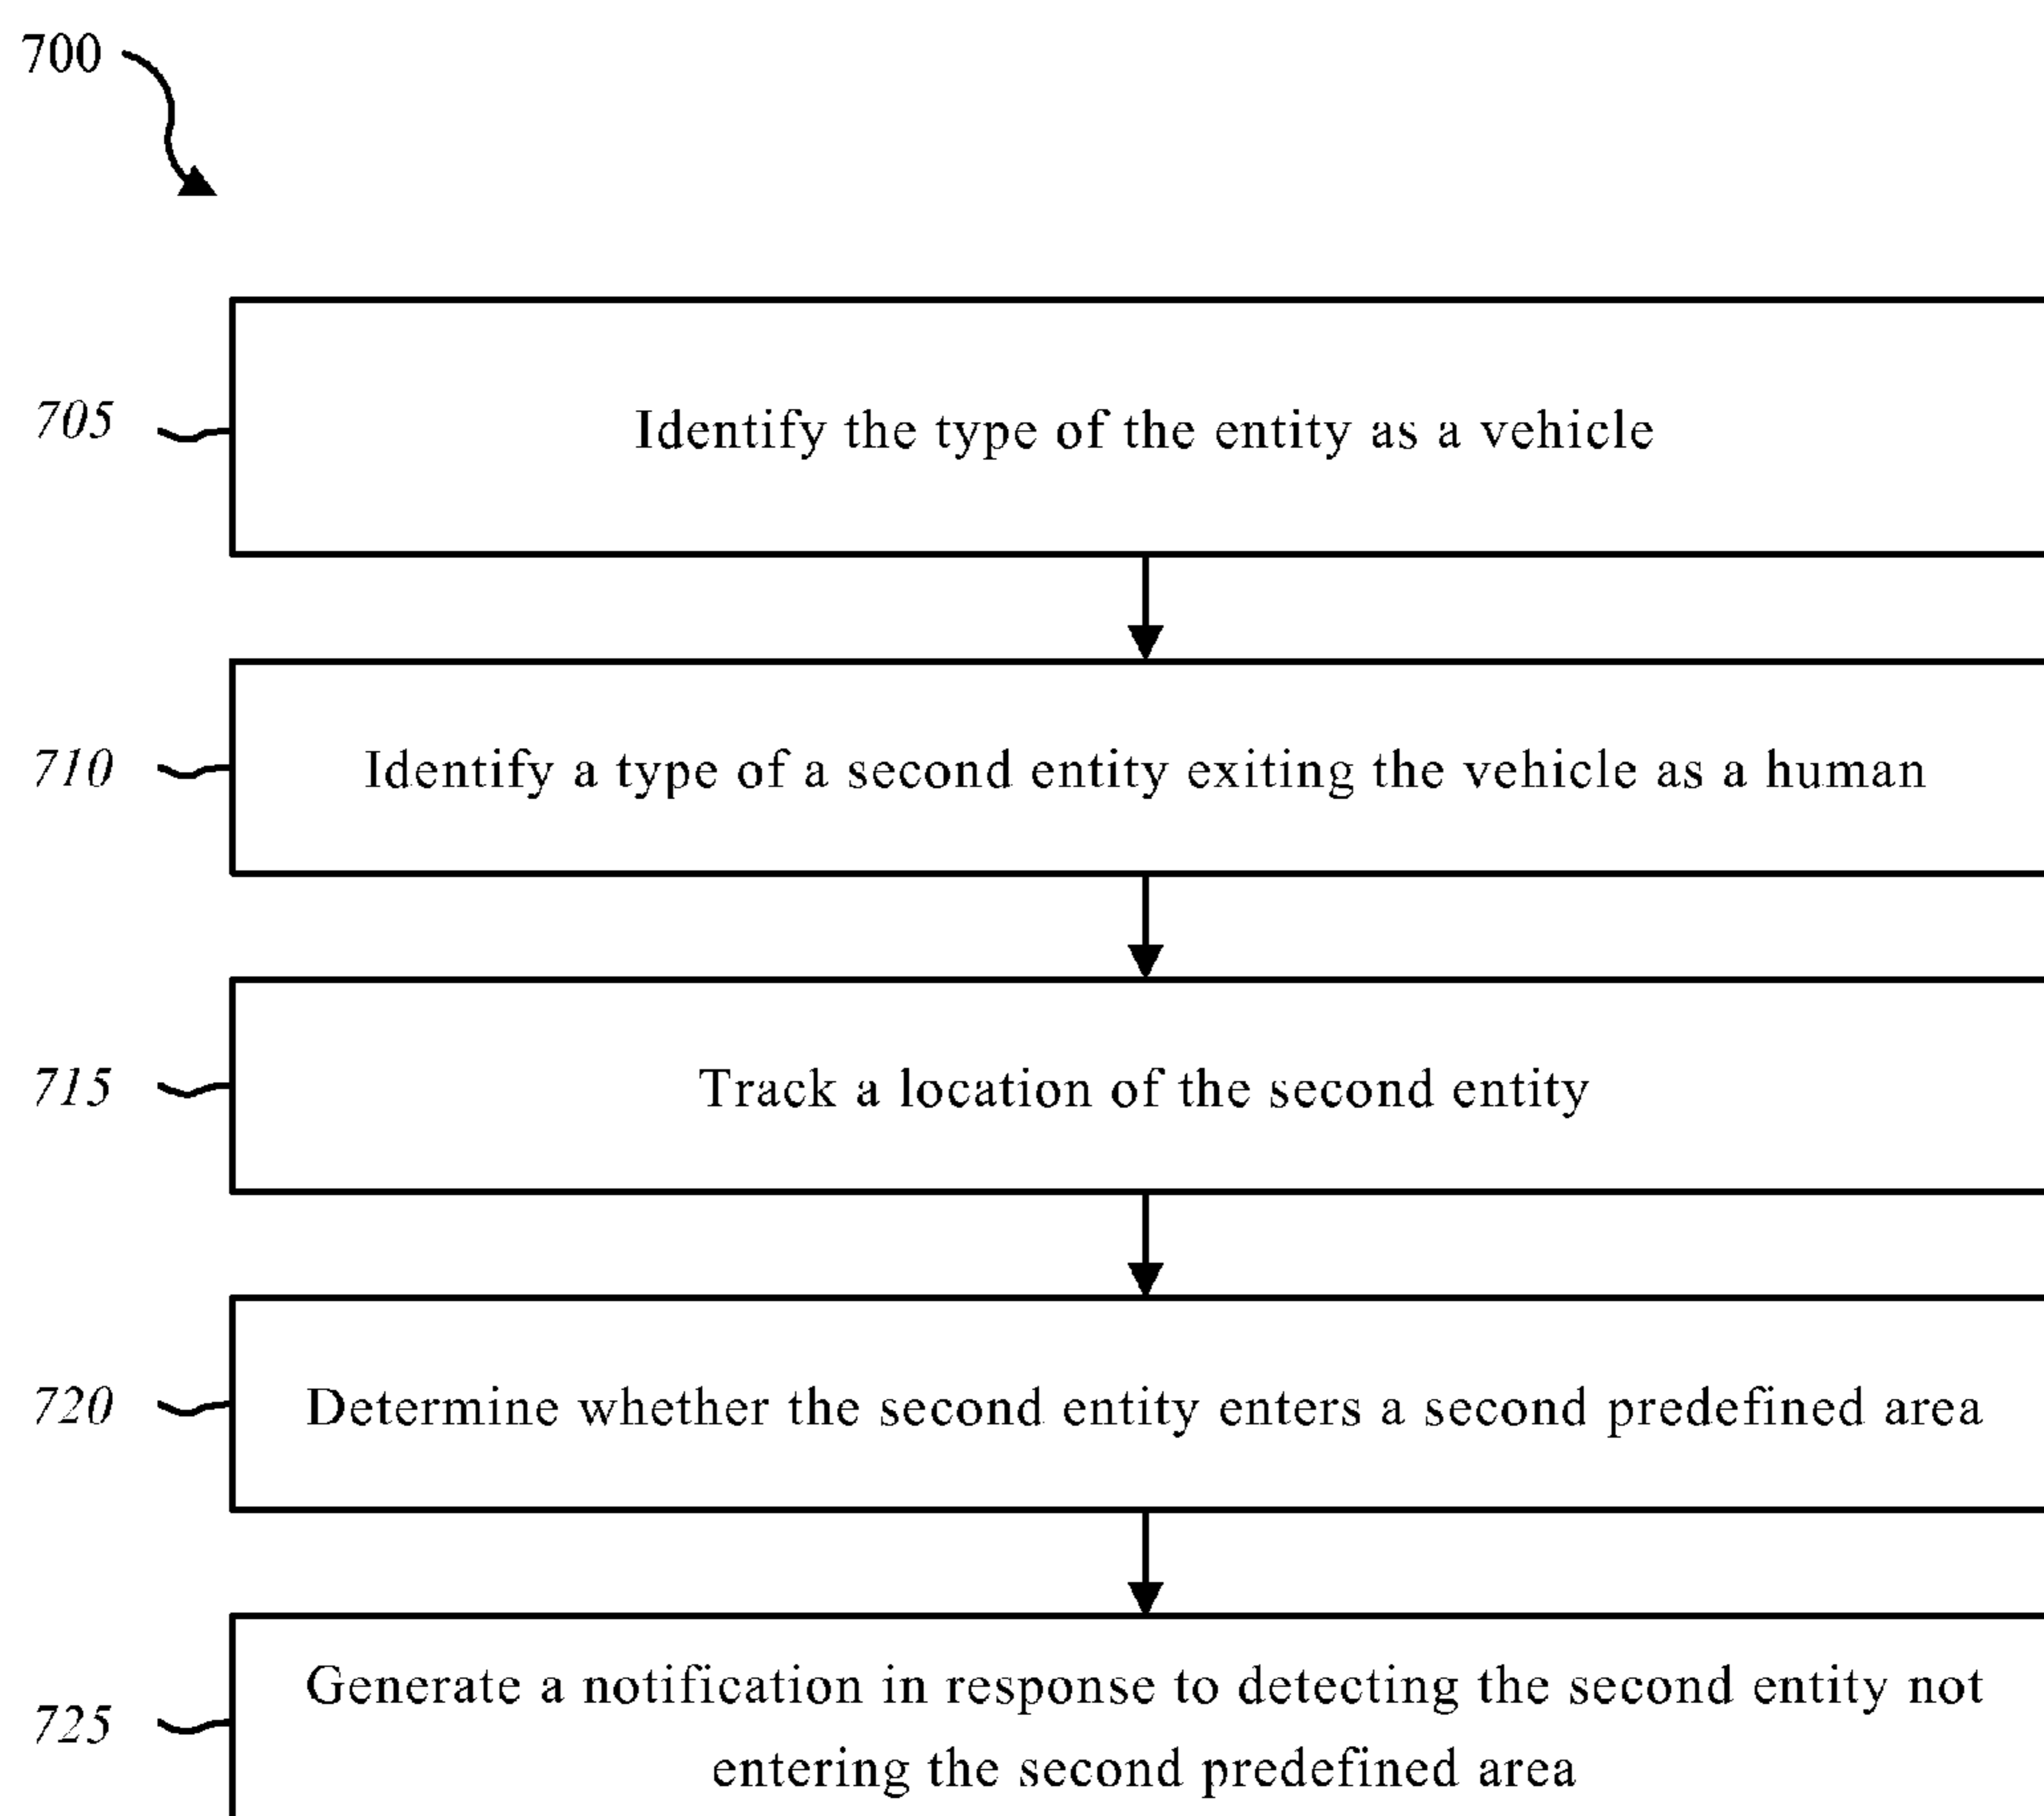 700
705
Identify the type of the entity as a vehicle
710
Identify a type of a second entity exiting the vehicle as a human
715
Track a location of the second entity
720
Determine whether the second entity enters a second predefined area
725
Generate a notification in response to detecting the second entity not
entering the second predefined area